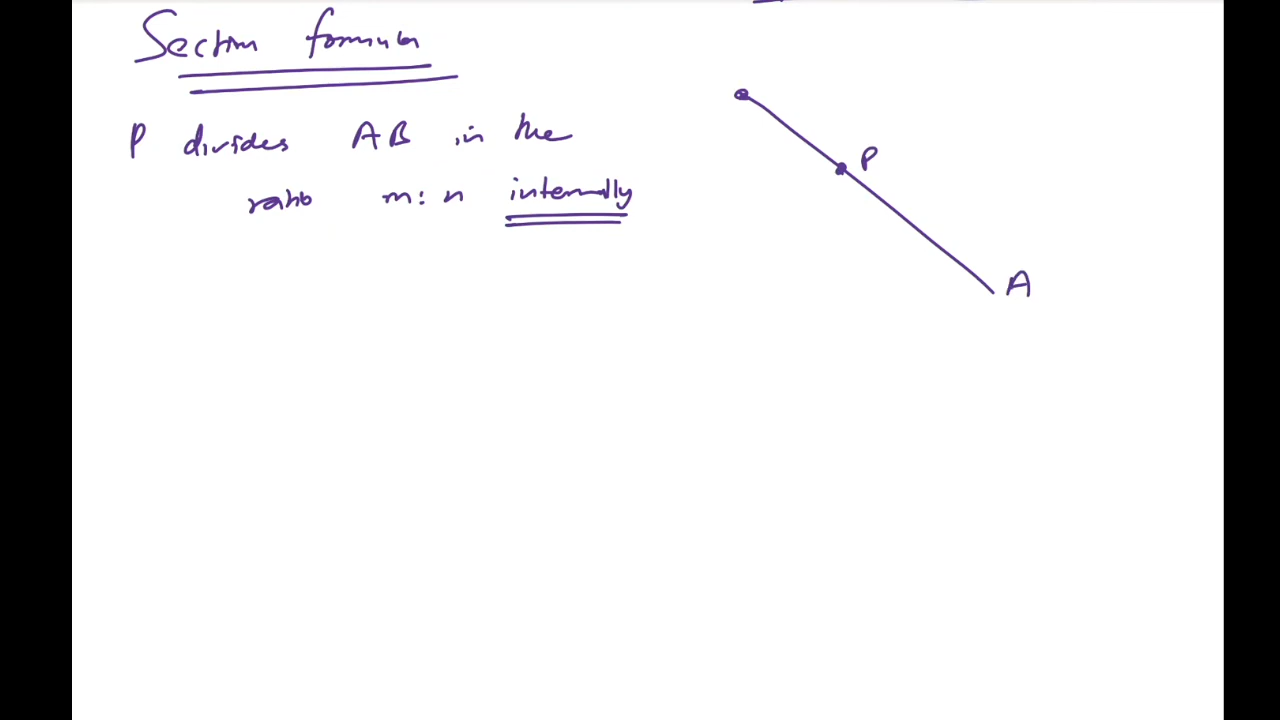 Section formula
P divides AB in the
ratio m:n internally
P
A